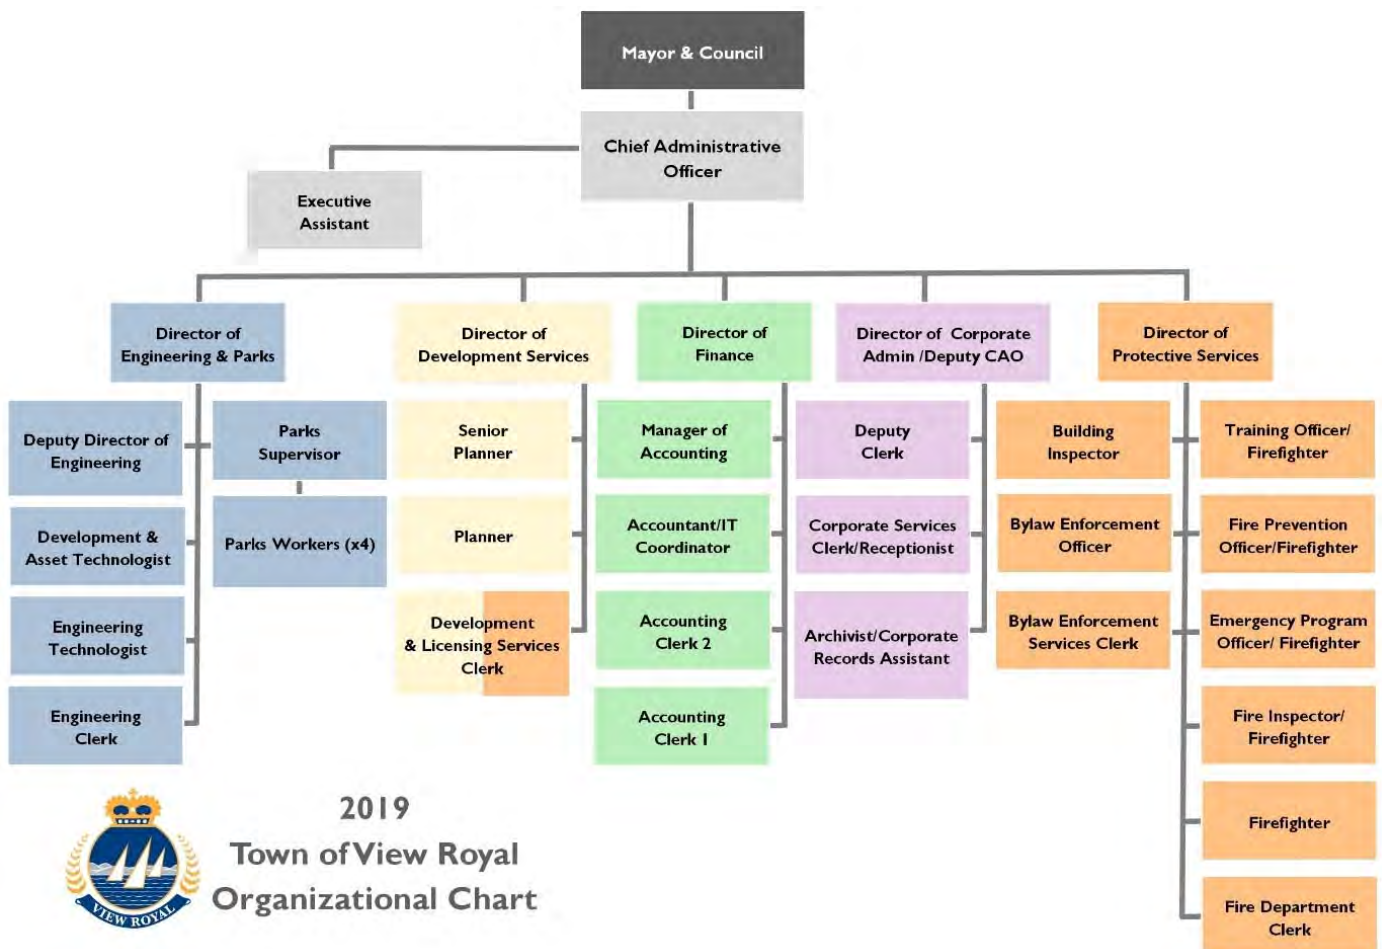 Mayor & Council
Chief Administrative
Officer
Executive
Assistant
Director of
Engineering & Parks
Director of
Development Services
Director of
Finance
Director of Corporate
Admin /Deputy CAO
Director of
Protective Services
Deputy Director of
Engineering
Parks
Supervisor
Development &
Asset Technologist
Parks Workers (x4)
Engineering
Technologist
Engineering
Clerk
Senior
Planner
Planner
Development
& Licensing Services
Clerk
Manager of
Accounting
Accountant/IT
Coordinator
Accounting
Clerk 2
Accounting
Clerk 1
Deputy
Clerk
Corporate Services
Clerk/Receptionist
Archivist/Corporate
Records Assistant
Building
Inspector
Bylaw Enforcement
Officer
Bylaw Enforcement
Services Clerk
Training Officer/
Firefighter
Fire Prevention
Officer/Firefighter
Emergency Program
Officer/ Firefighter
Fire Inspector/
Firefighter
Firefighter
Fire Department
Clerk
VIEW ROYAL
2019
Town of View Royal
Organizational Chart